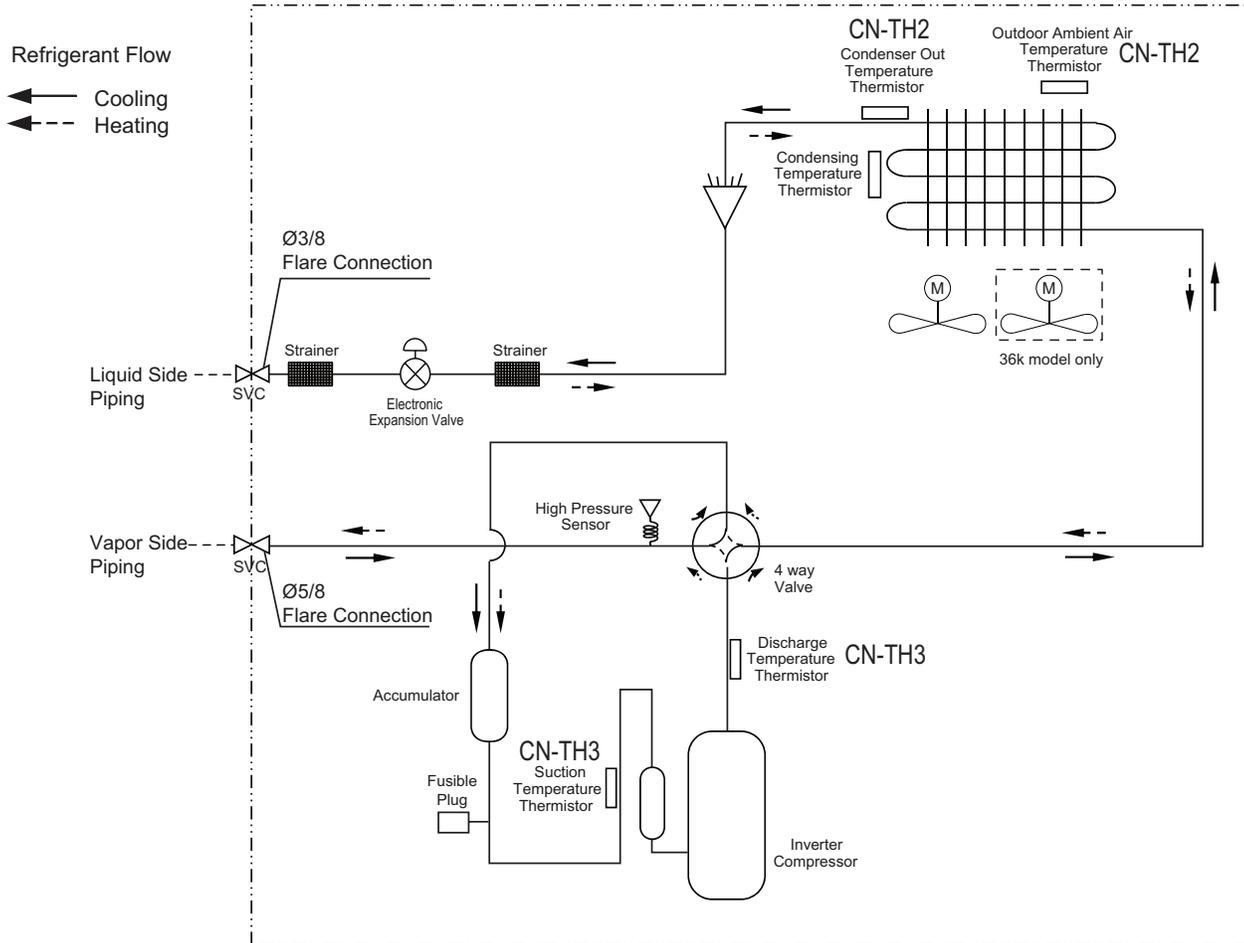 Refrigerant Flow
Cooling
Heating
CN-TH2
Condenser Out
Temperature
Thermistor
Outdoor Ambient Air
Temperature
Thermistor
CN-TH2
Condensing
Temperature
Thermistor
M
M
36k model only
Ø3/8
Flare Connection
Strainer
Strainer
Liquid Side
Piping
SVC
Electronic
Expansion Valve
High Pressure
Sensor
Vapor Side
Piping
SVC
4 way
Valve
Ø5/8
Flare Connection
Discharge
Temperature
Thermistor
CN-TH3
Accumulator
CN-TH3
Suction
Temperature
Thermistor
Fusible
Plug
Inverter
Compressor